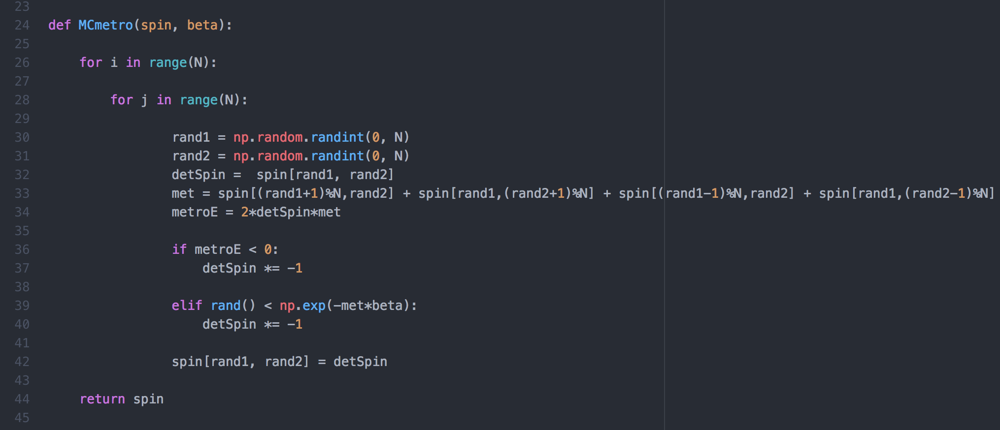 23
24 def MCmetro(spin, beta):
25
26     for i in range(N):
27
28         for j in range(N):
29
30                 rand1 = np.random.randint(0, N)
31                 rand2 = np.random.randint(0, N)
32                 detSpin =  spin[rand1, rand2]
33                 met = spin[(rand1+1)%N,rand2] + spin[rand1,(rand2+1)%N] + spin[(rand1-1)%N,rand2] + spin[rand1,(rand2-1)%N]
34                 metroE = 2*detSpin*met
35
36                 if metroE < 0:
37                     detSpin *= -1
38
39                 elif rand() < np.exp(-met*beta):
40                     detSpin *= -1
41
42                 spin[rand1, rand2] = detSpin
43
44     return spin
45